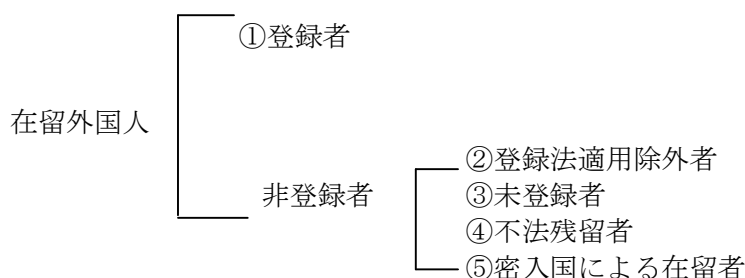 ①登録者
在留外国人
②登録法適用除外者
非登録者
③未登録者
④不法残留者
⑤密入国による在留者